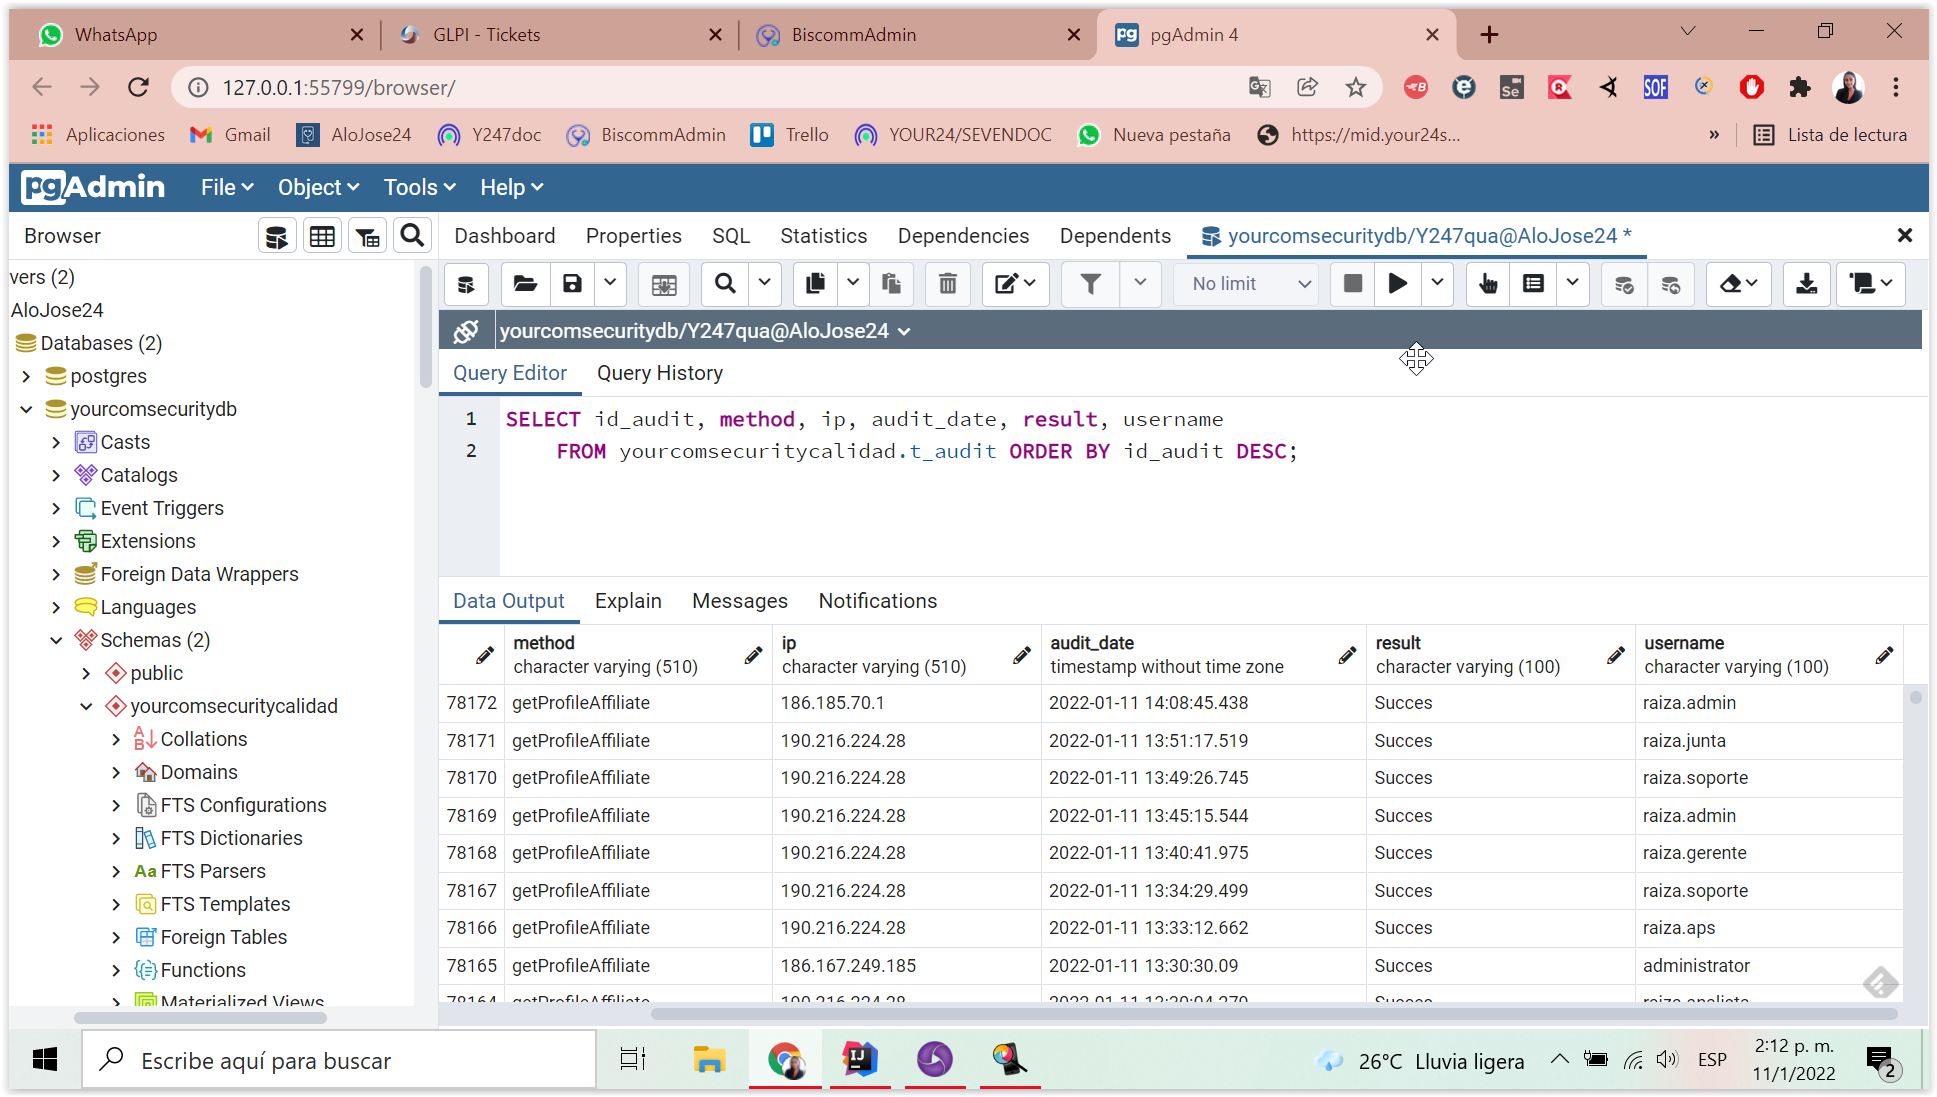 WhatsApp
GLPI - Tickets
BiscommAdmin
pgAdmin 4
127.0.0.1:55799/browser/
Aplicaciones
Gmail
AloJose24
Y247doc
BiscommAdmin
Trello
YOUR24/SEVENDOC
Nueva pestaña
https://mid.your24s...
»
Lista de lectura
pgAdmin
File
Object
Tools
Help
Browser
Dashboard
Properties
SQL
Statistics
Dependencies
Dependents
yourcomsecuritydb/Y247qua@AloJose24 *
No limit
vers (2)
AloJose24
Databases (2)
postgres
yourcomsecuritydb
Casts
Catalogs
Event Triggers
Extensions
Foreign Data Wrappers
Languages
Schemas (2)
public
yourcomsecuritycalidad
Collations
Domains
FTS Configurations
FTS Dictionaries
Aa FTS Parsers
FTS Templates
Foreign Tables
Functions
Materialized Views
yourcomsecuritydb/Y247qua@AloJose24
Query Editor
Query History
1 SELECT id_audit, method, ip, audit_date, result, username
2 FROM yourcomsecuritycalidad.t_audit ORDER BY id_audit DESC;
Data Output
Explain
Messages
Notifications
method ip audit_date result username
character varying (510) character varying (510) timestamp without time zone character varying (100) character varying (100)
78172 getProfileAffiliate 186.185.70.1 2022-01-11 14:08:45.438 Succes raiza.admin
78171 getProfileAffiliate 190.216.224.28 2022-01-11 13:51:17.519 Succes raiza.junta
78170 getProfileAffiliate 190.216.224.28 2022-01-11 13:49:26.745 Succes raiza.soporte
78169 getProfileAffiliate 190.216.224.28 2022-01-11 13:45:15.544 Succes raiza.admin
78168 getProfileAffiliate 190.216.224.28 2022-01-11 13:40:41.975 Succes raiza.gerente
78167 getProfileAffiliate 190.216.224.28 2022-01-11 13:34:29.499 Succes raiza.soporte
78166 getProfileAffiliate 190.216.224.28 2022-01-11 13:33:12.662 Succes raiza.aps
78165 getProfileAffiliate 186.167.249.185 2022-01-11 13:30:30.09 Succes administrator
78164 getProfileAffiliate 190.216.224.28 Succes
Escribe aquí para buscar
26°C Lluvia ligera
ESP
2:12 p. m.
11/1/2022
2